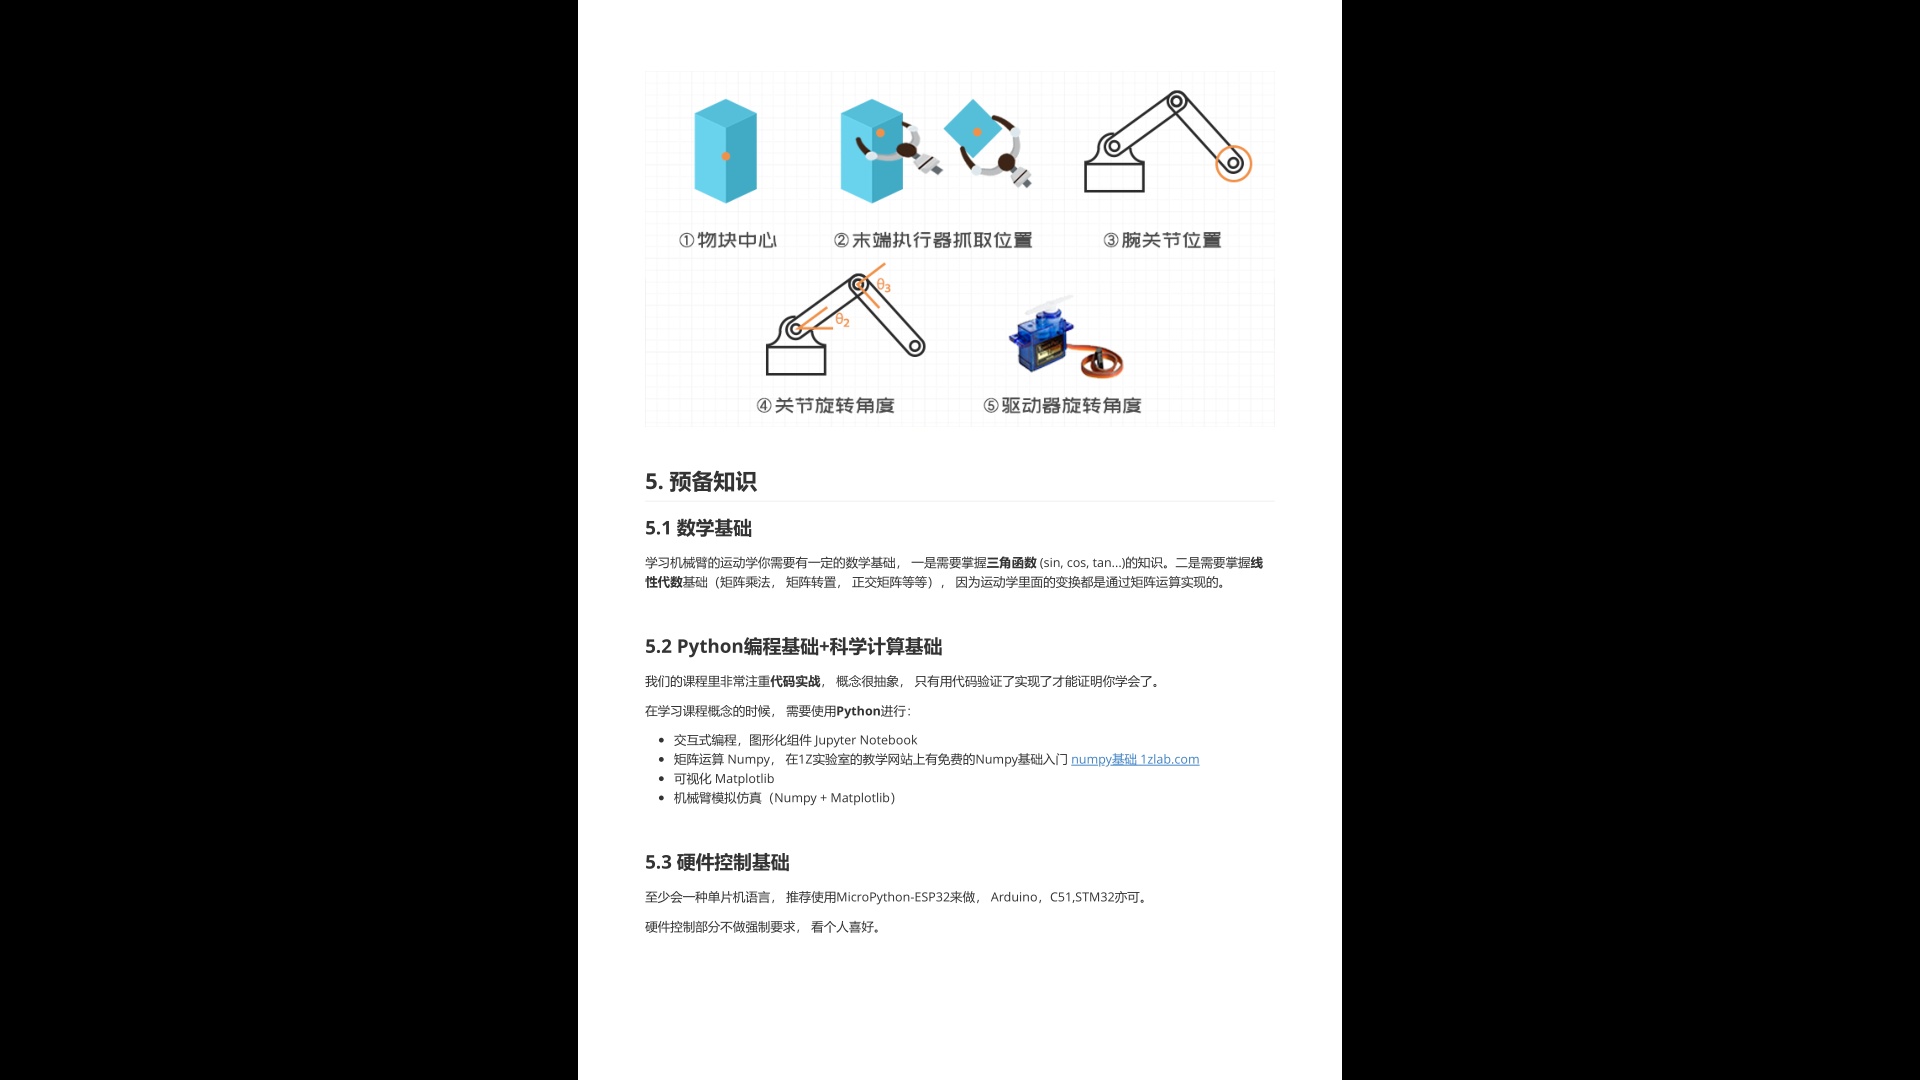 ①物块中心 ②末端执行器抓取位置 ③腕关节位置
θ3
θ2
④关节旋转角度 ⑤驱动器旋转角度
5. 预备知识
5.1 数学基础
学习机械臂的运动学你需要有一定的数学基础， 一是需要掌握三角函数 (sin, cos, tan...)的知识。二是需要掌握线
性代数基础（矩阵乘法， 矩阵转置， 正交矩阵等等）， 因为运动学里面的变换都是通过矩阵运算实现的。
5.2 Python编程基础+科学计算基础
我们的课程里非常注重代码实战， 概念很抽象， 只有用代码验证了实现了才能证明你学会了。
在学习课程概念的时候， 需要使用Python进行：
• 交互式编程，图形化组件 Jupyter Notebook
• 矩阵运算 Numpy， 在1Z实验室的教学网站上有免费的Numpy基础入门 numpy基础 1zlab.com
• 可视化 Matplotlib
• 机械臂模拟仿真（Numpy + Matplotlib）
5.3 硬件控制基础
至少会一种单片机语言， 推荐使用MicroPython-ESP32来做， Arduino，C51,STM32亦可。
硬件控制部分不做强制要求， 看个人喜好。